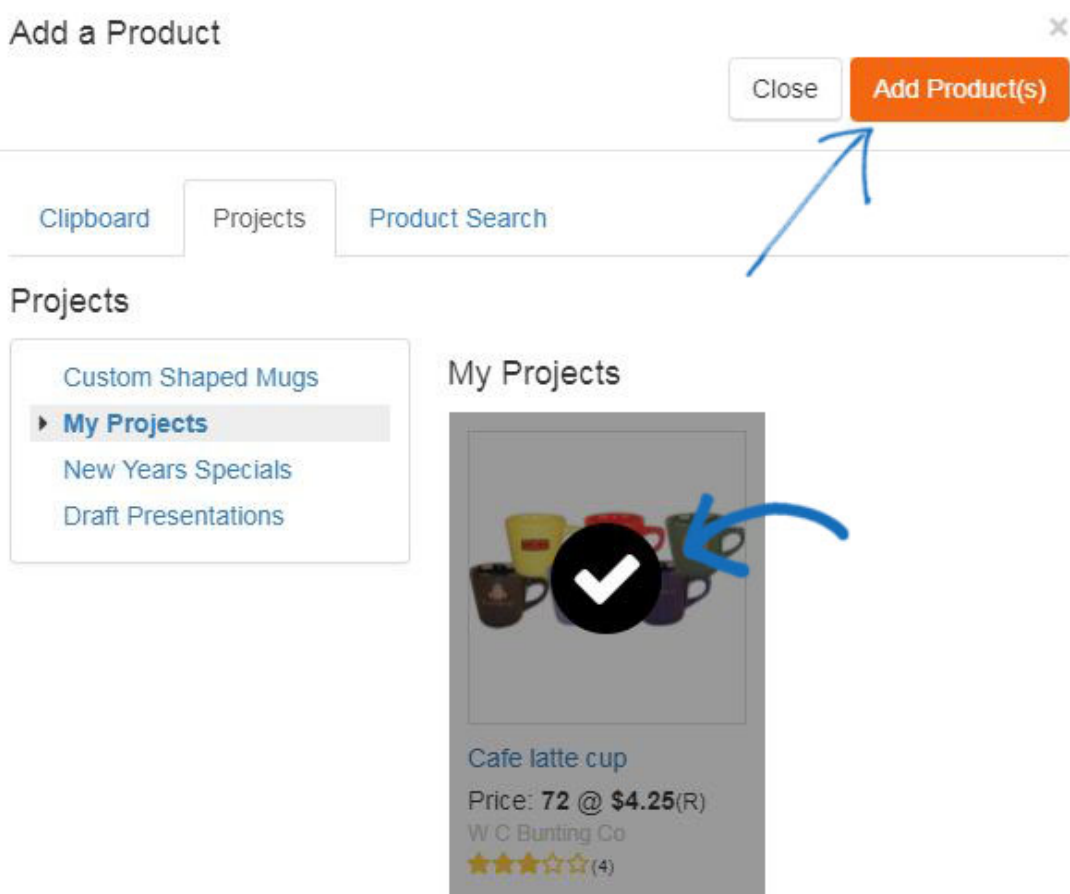 Add a Product
×
Close
Add Product(s)
Clipboard
Projects
Product Search
Projects
Custom Shaped Mugs
My Projects
New Years Specials
Draft Presentations
My Projects
Cafe latte cup
Price: 72 @ $4.25(R)
W C Bunting Co
(4)